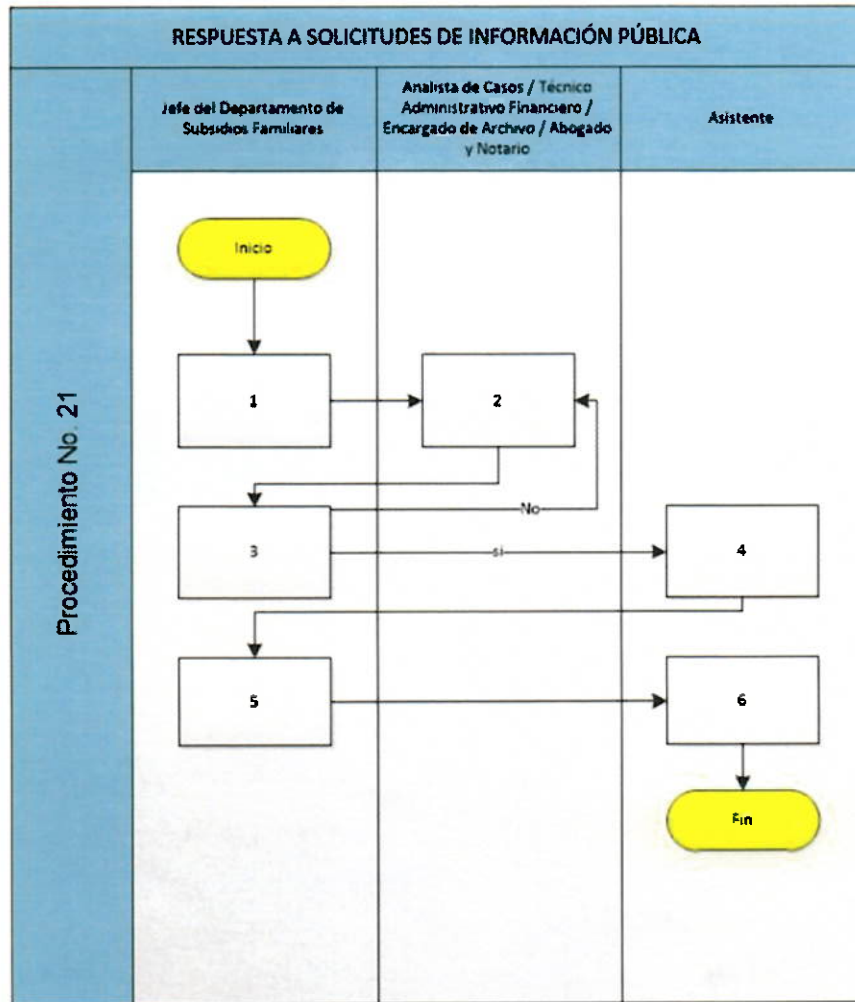 RESPUESTA A SOLICITUDES DE INFORMACIÓN PÚBLICA
Procedimiento No. 21
Jefe del Departamento de
Subsidios Familiares
Analista de Casos / Técnico
Administrativo Financiero /
Encargado de Archivo / Abogado
y Notario
Asistente
Inicio
1
2
No
3
si
4
5
6
Fin